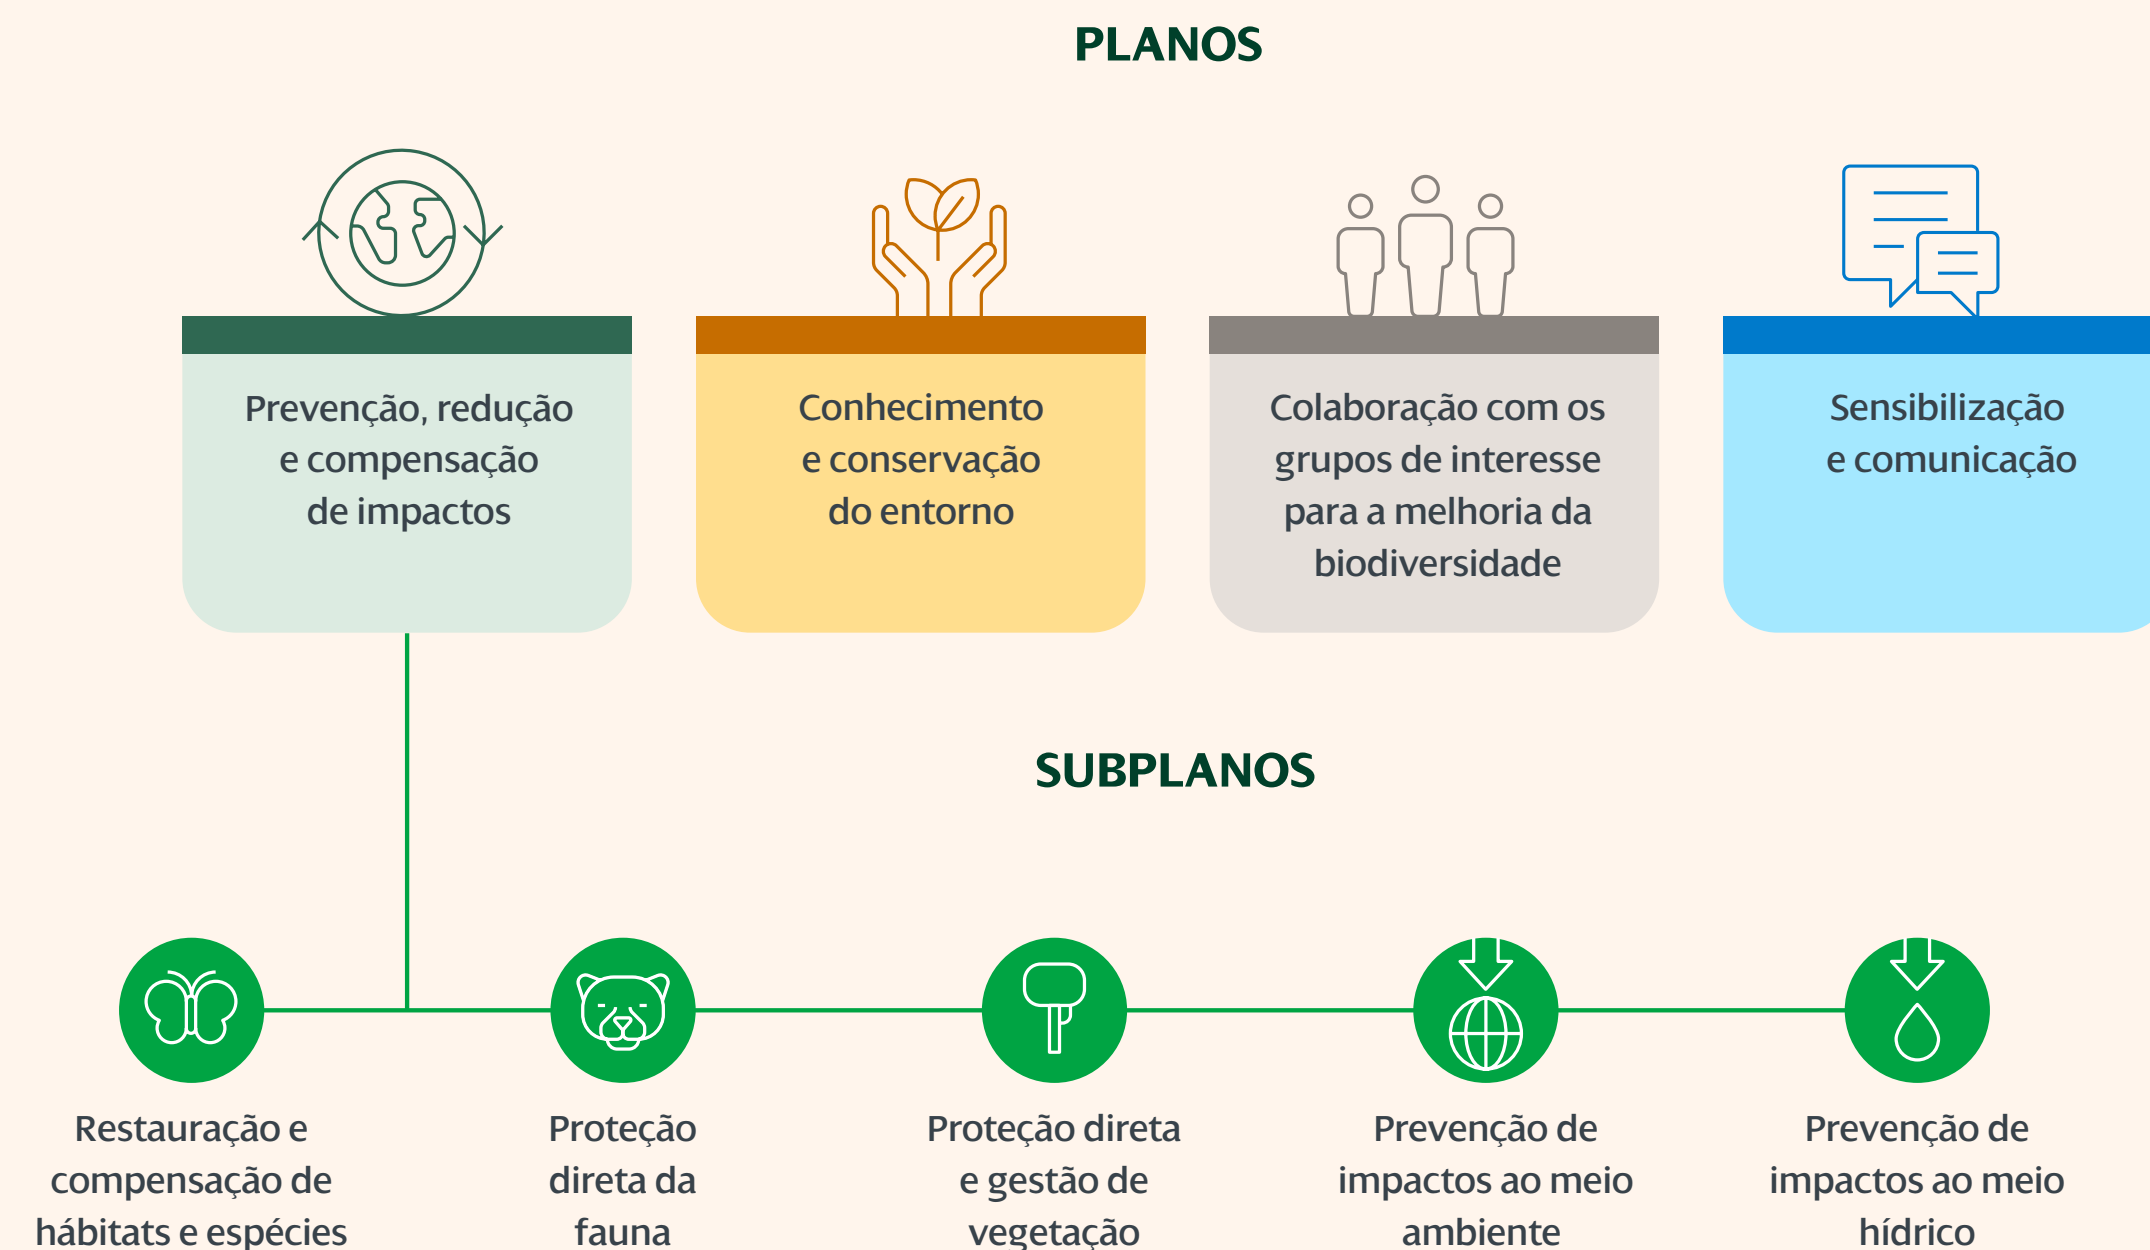 PLANOS
Prevenção, redução
e compensação
de impactos
Conhecimento
e conservação
do entorno
Colaboração com os
grupos de interesse
para a melhoria da
biodiversidade
Sensibilização
e comunicação
SUBPLANOS
Restauração e
compensação de
hábitats e espécies
Proteção
direta da
fauna
Proteção direta
e gestão de
vegetação
Prevenção de
impactos ao meio
ambiente
Prevenção de
impactos ao meio
hídrico